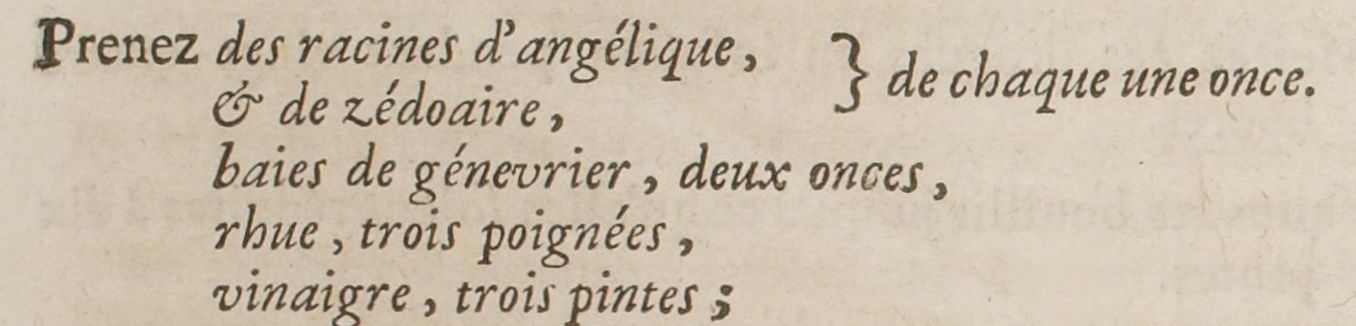 Prenez des racines d'angélique, } de chaque une once.
& de zédoaire,
baies de génevrier, deux onces,
rhue, trois poignées,
vinaigre, trois pintes;